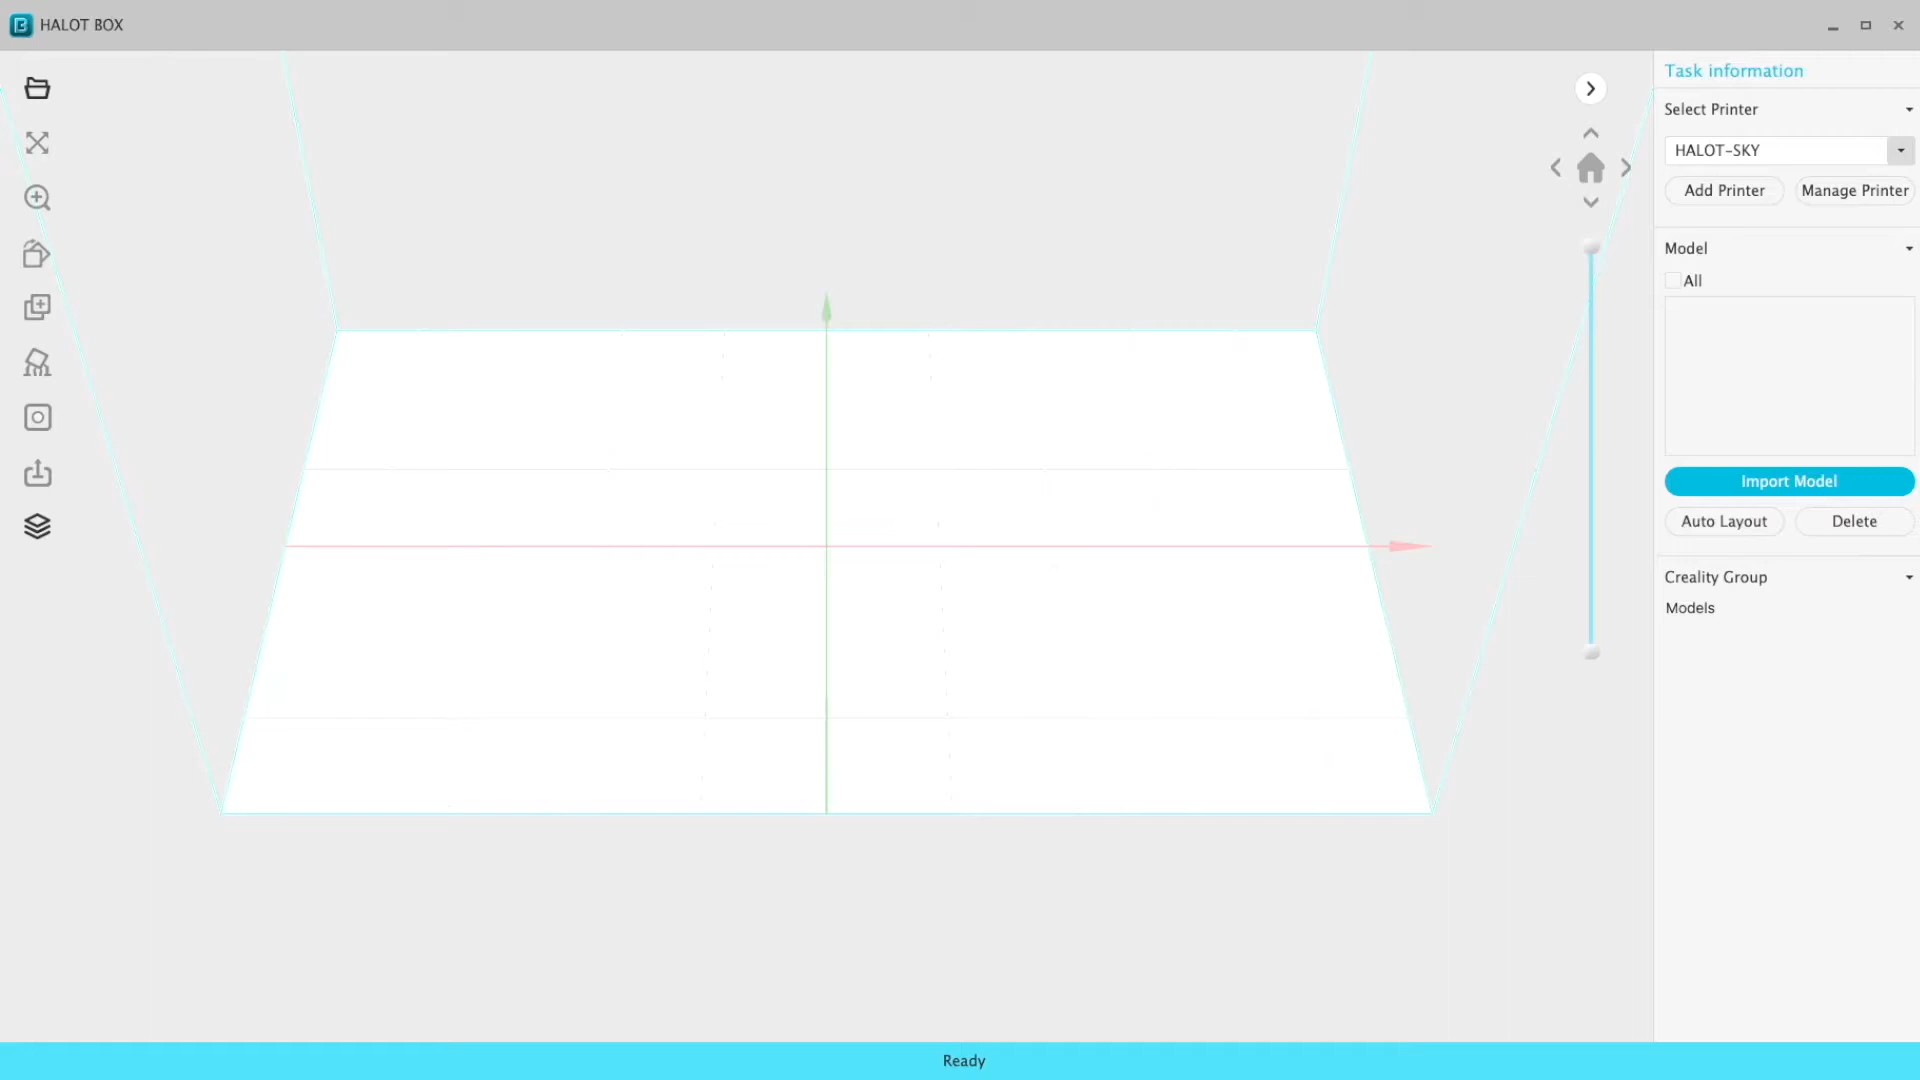 HALOT BOX
Task information
Select Printer
HALOT-SKY
Add Printer
Manage Printer
Model
All
Import Model
Auto Layout
Delete
Creality Group
Models
Ready